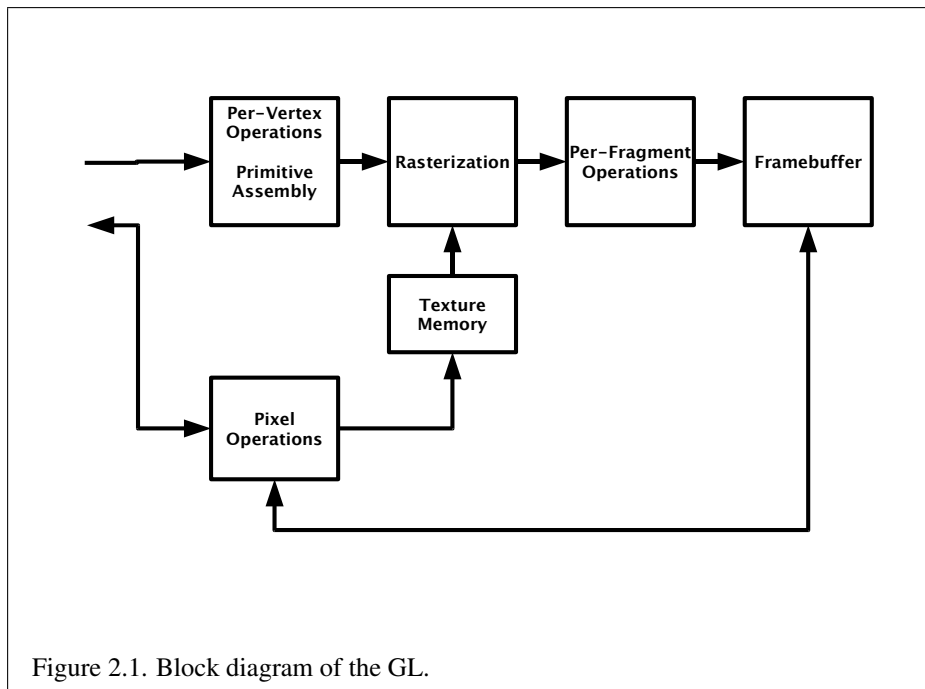 Per-Vertex
Operations
Primitive
Assembly
Rasterization
Per-Fragment
Operations
Framebuffer
Texture
Memory
Pixel
Operations
Figure 2.1. Block diagram of the GL.